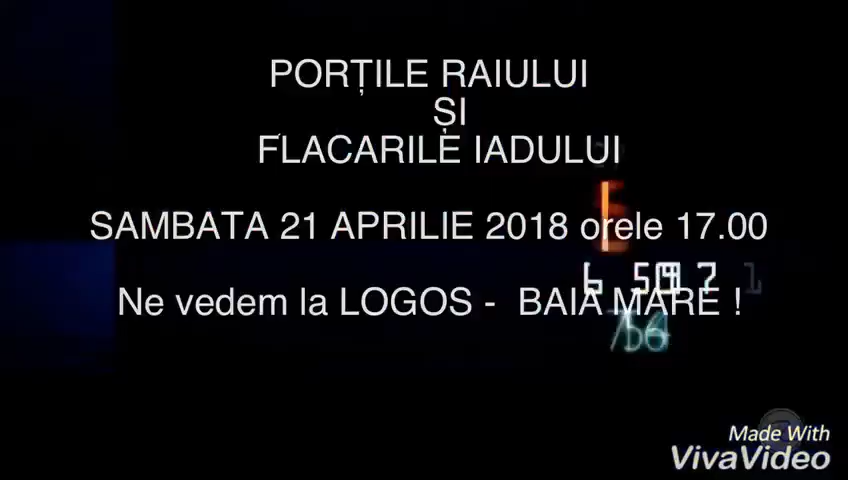 PORȚILE RAIULUI
ȘI
FLACARILE IADULUI
SAMBATA 21 APRILIE 2018 orele 17.00
Ne vedem la LOGOS - BAIA MARE !
Made With
VivaVideo